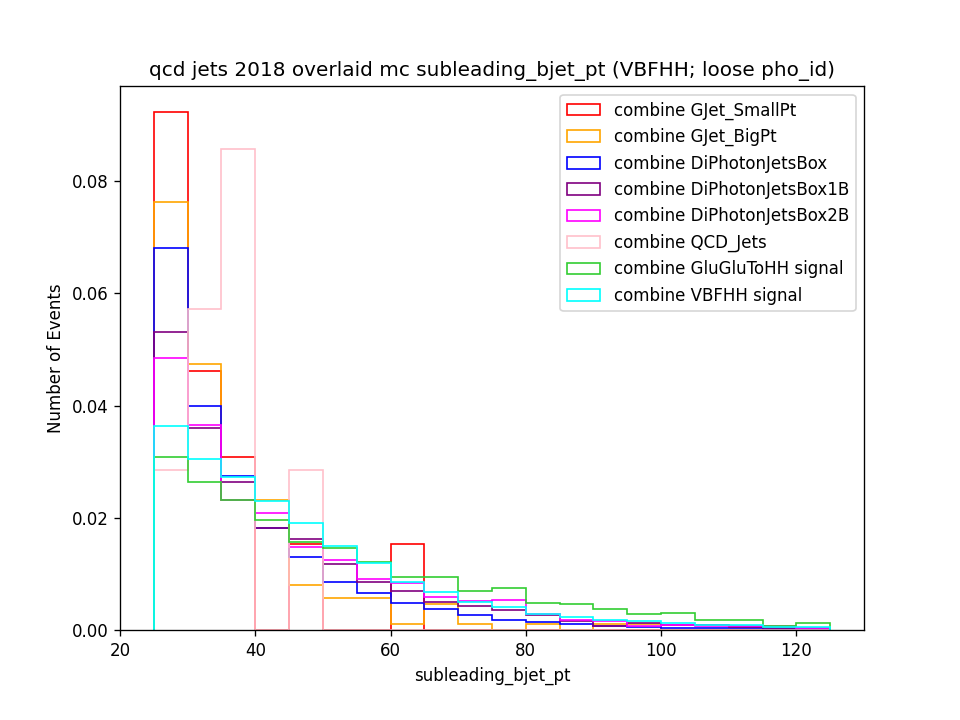 qcd jets 2018 overlaid mc subleading_bjet_pt (VBFHH; loose pho_id)
combine GJet_SmallPt
combine GJet_BigPt
combine DiPhotonJetsBox
combine DiPhotonJetsBox1B
combine DiPhotonJetsBox2B
combine QCD_Jets
combine GluGluToHH signal
combine VBFHH signal
Number of Events
0.08
0.06
0.04
0.02
0.00
20 40 60 80 100 120
subleading_bjet_pt